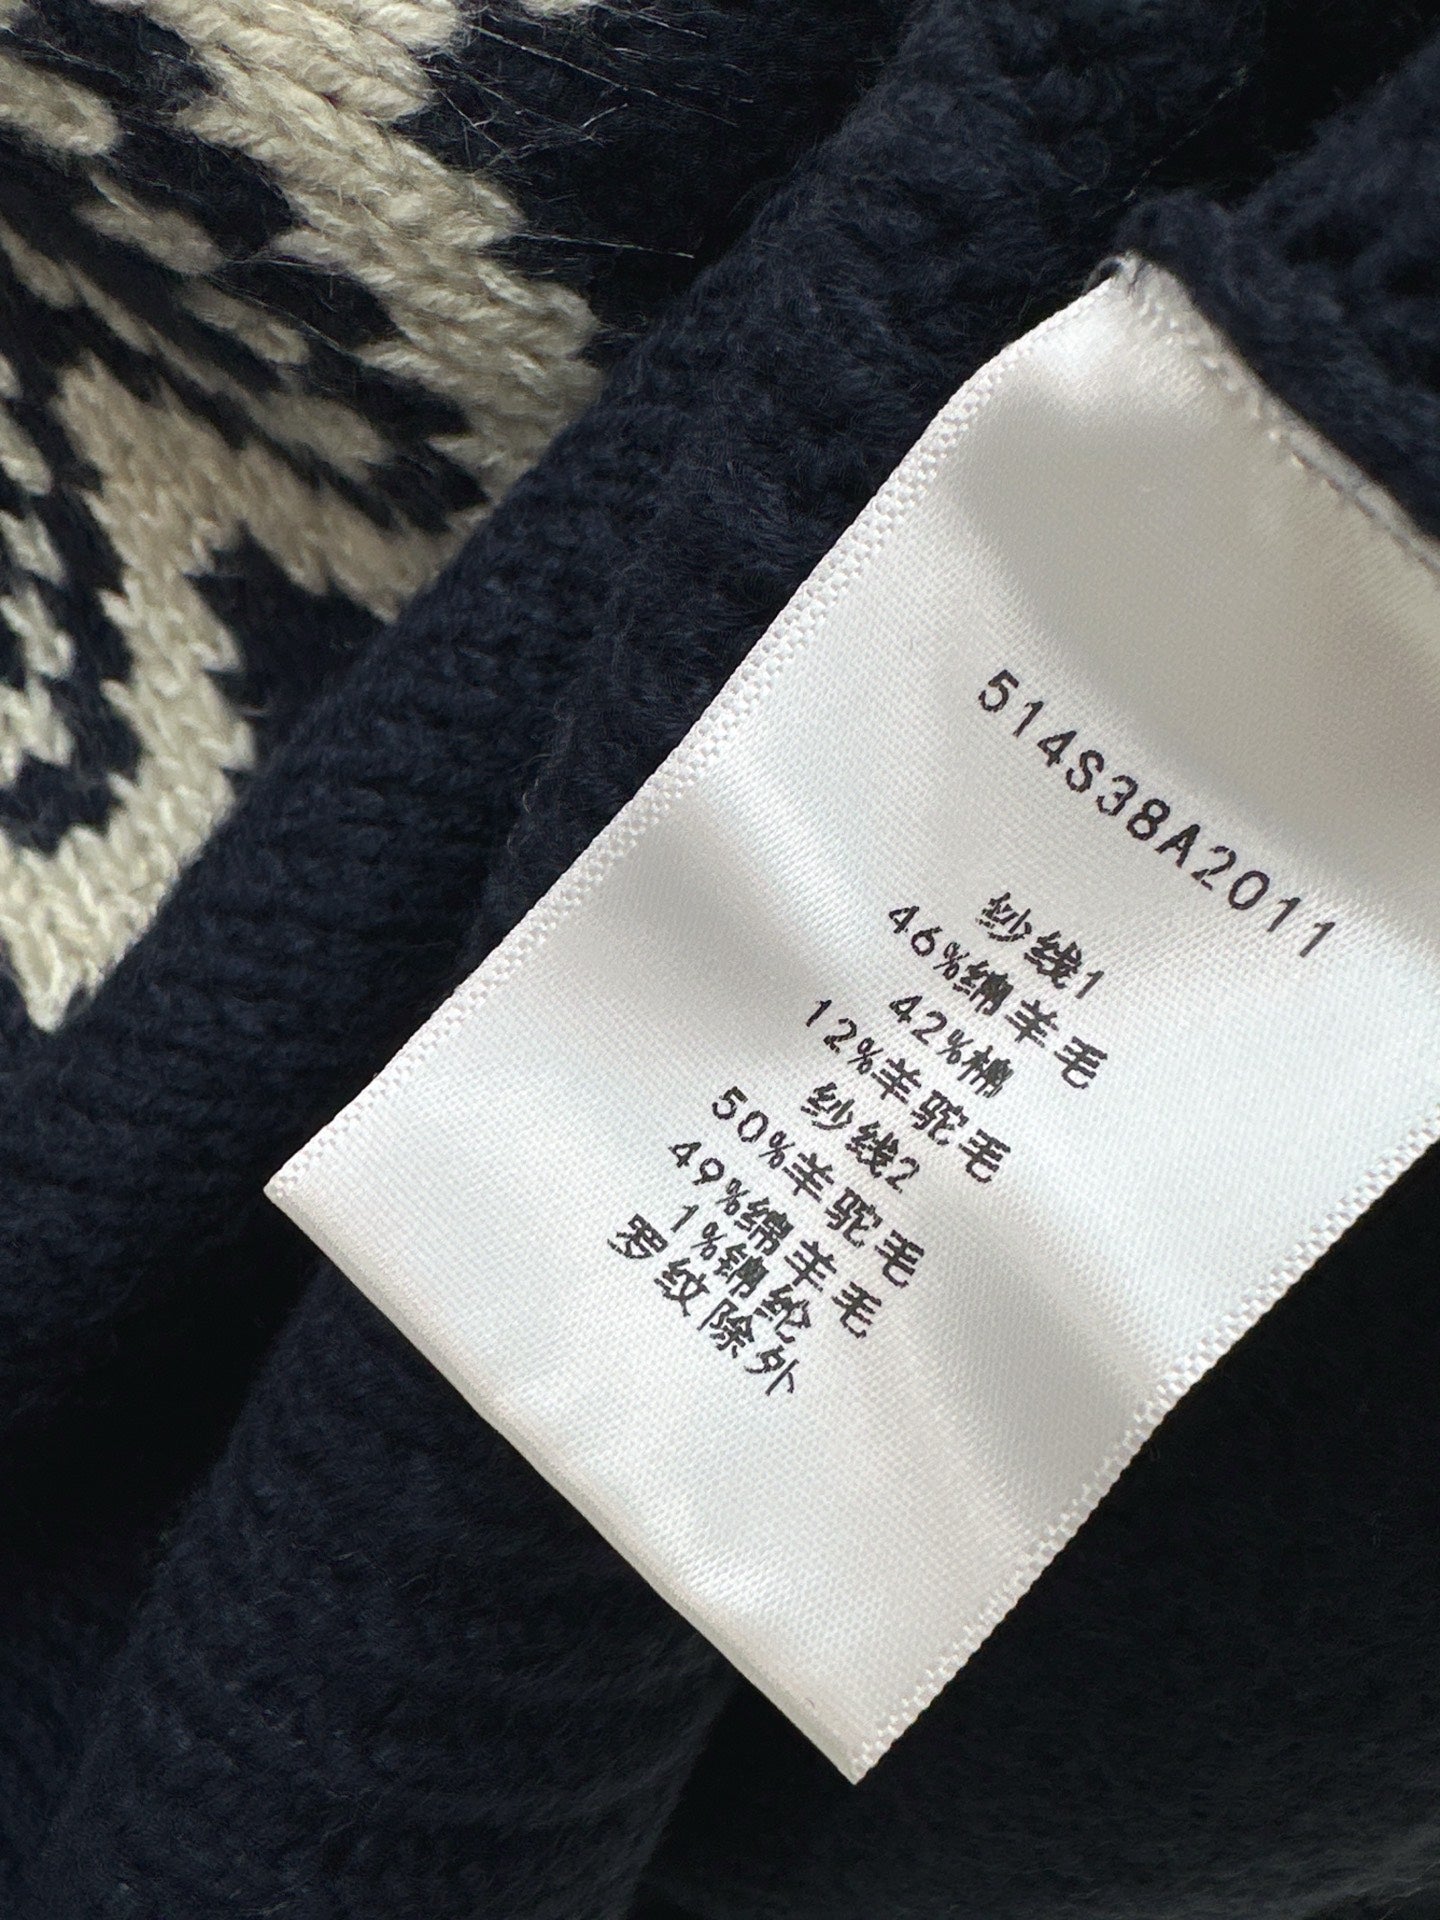 514S38A2011
纱线1
46%绵羊毛
42%棉
12%羊驼毛
纱线2
50%羊驼毛
49%绵羊毛
1%锦纶
罗纹除外